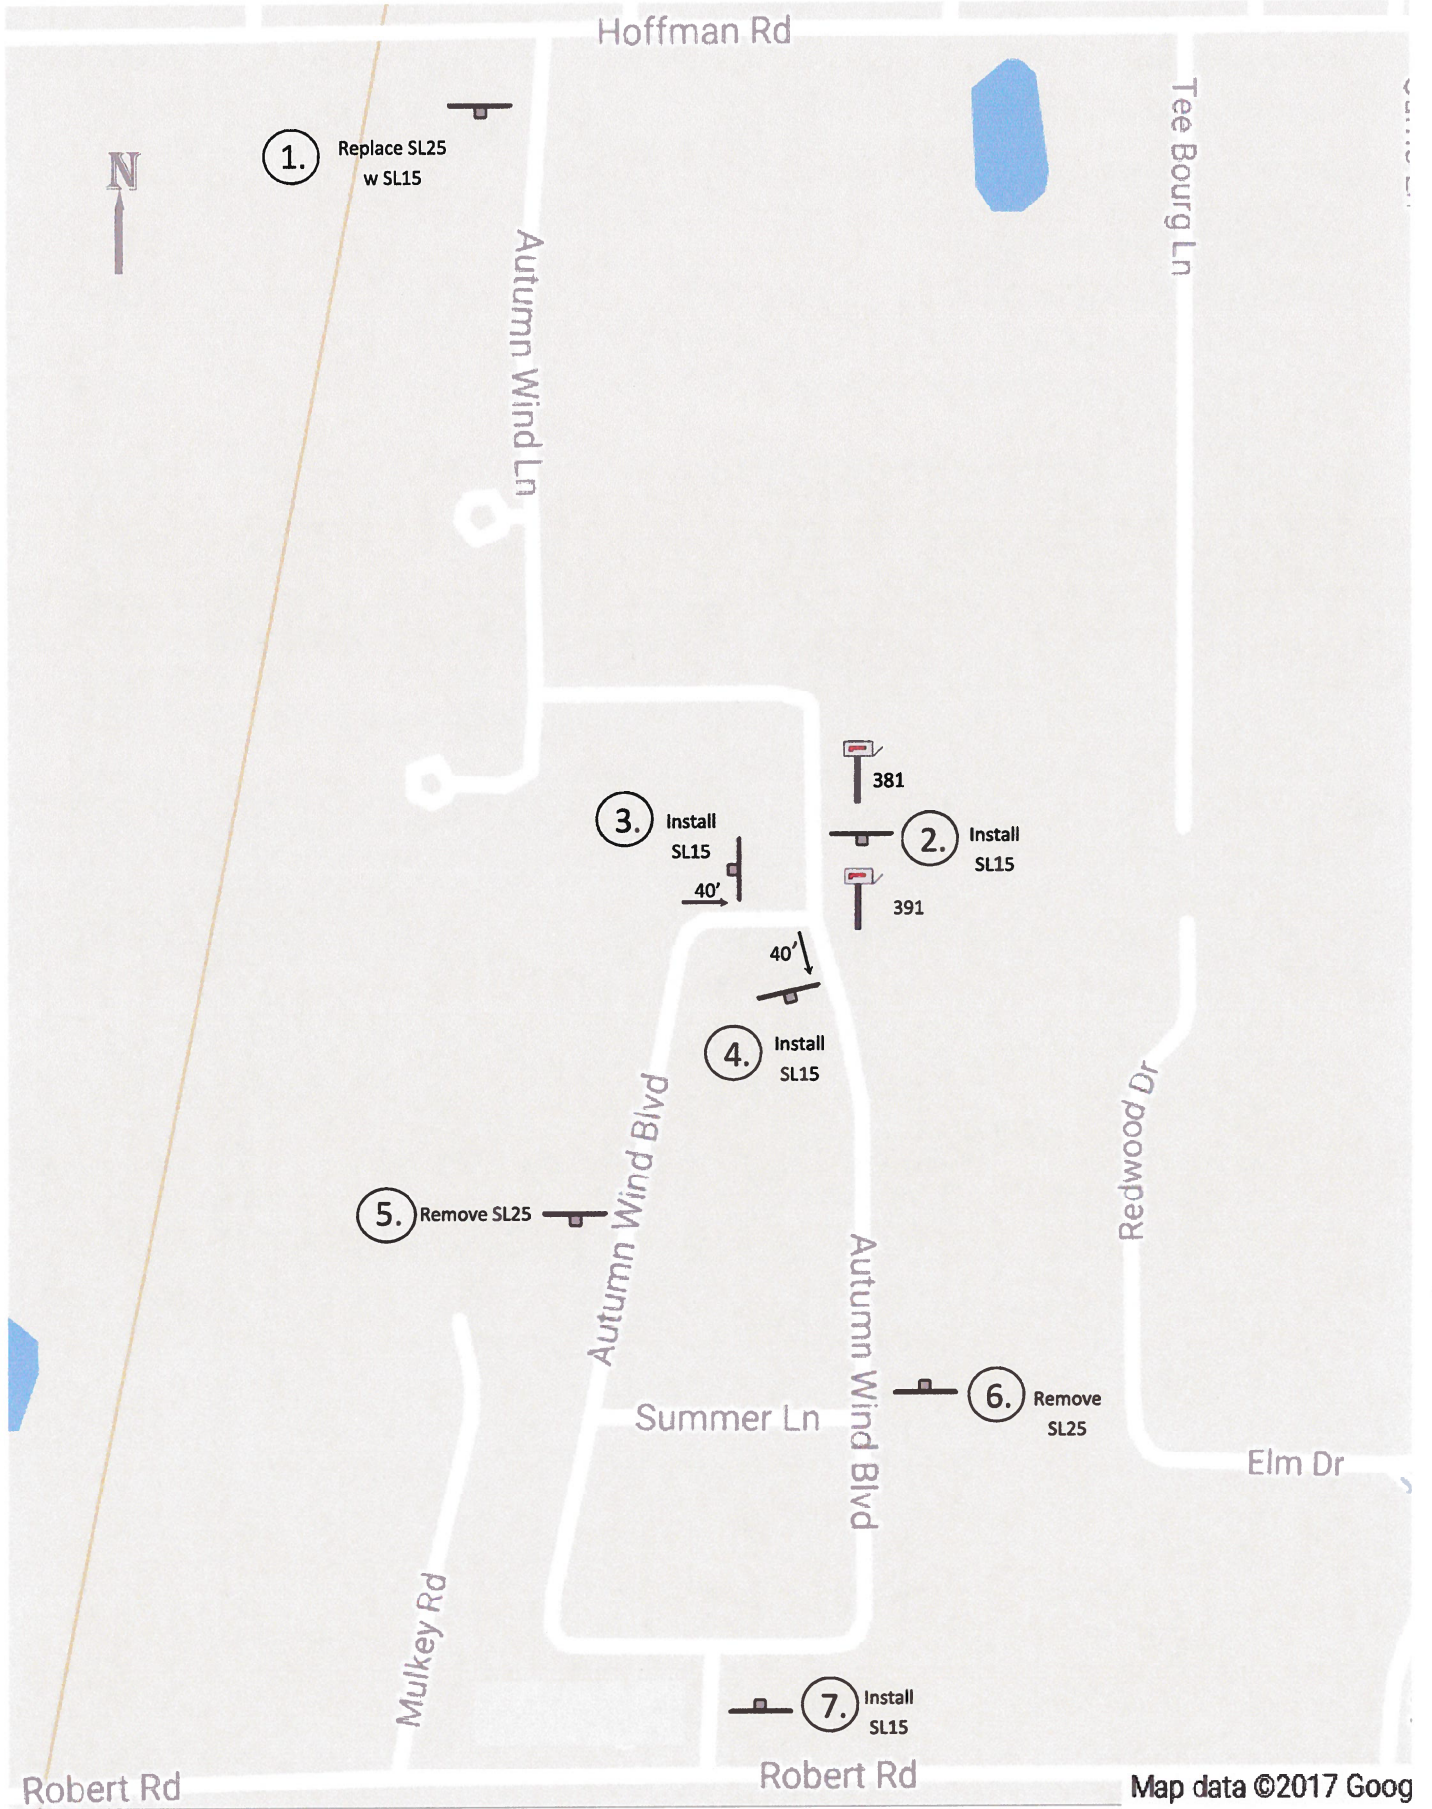 Hoffman Rd
Tee Bourg Ln
N
1.
Replace SL25
w SL15
Autumn Wind Ln
381
3.
Install
SL15
40'
2.
Install
SL15
391
40'
4.
Install
SL15
Autumn Wind Blvd
Redwood Dr
5.
Remove SL25
Autumn Wind Blvd
6.
Remove
SL25
Summer Ln
Elm Dr
Mulkey Rd
7.
Install
SL15
Robert Rd
Robert Rd
Map data ©2017 Goog